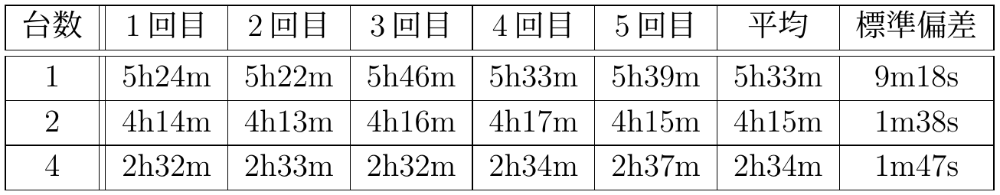 台数 1回目 2回目 3回目 4回目 5回目 平均 標準偏差
1 5h24m 5h22m 5h46m 5h33m 5h39m 5h33m 9m18s
2 4h14m 4h13m 4h16m 4h17m 4h15m 4h15m 1m38s
4 2h32m 2h33m 2h32m 2h34m 2h37m 2h34m 1m47s